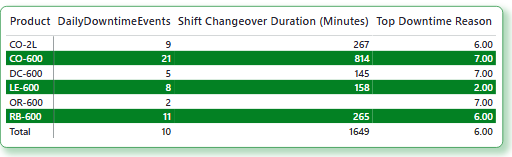 Product DailyDowntimeEvents Shift Changeover Duration (Minutes) Top Downtime Reason
CO-2L 9 267 6.00
CO-600 21 814 7.00
DC-600 5 145 7.00
LE-600 8 158 2.00
OR-600 2 7.00
RB-600 11 265 6.00
Total 10 1649 6.00